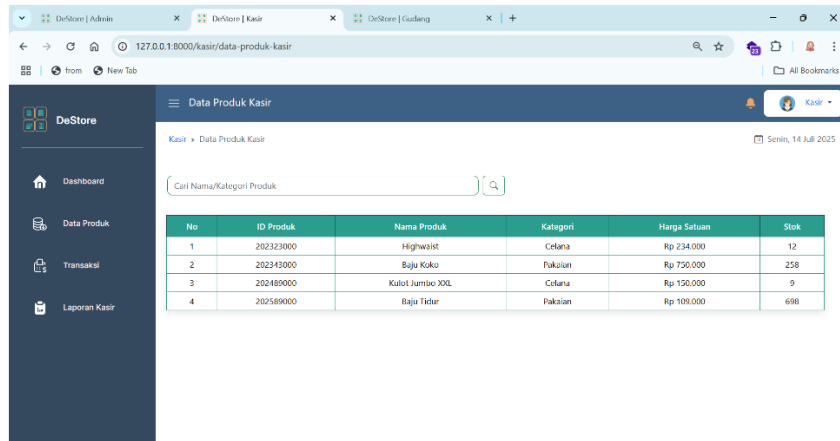 DeStore | Admin
DeStore | Kasir
DeStore | Gudang
127.0.0.1:8000/kasir/data-produk-kasir
23
from
New Tab
All Bookmarks
DeStore
Data Produk Kasir
Kasir
Kasir > Data Produk Kasir
Senin, 14 Juli 2025
Dashboard
Data Produk
Transaksi
Laporan Kasir
Cari Nama/Kategori Produk
No ID Produk Nama Produk Kategori Harga Satuan Stok
1 202323000 Highwaist Celana Rp 234.000 12
2 202343000 Baju Koko Pakaian Rp 750.000 258
3 202489000 Kulot Jumbo XXL Celana Rp 150.000 9
4 202589000 Baju Tidur Pakaian Rp 109.000 698